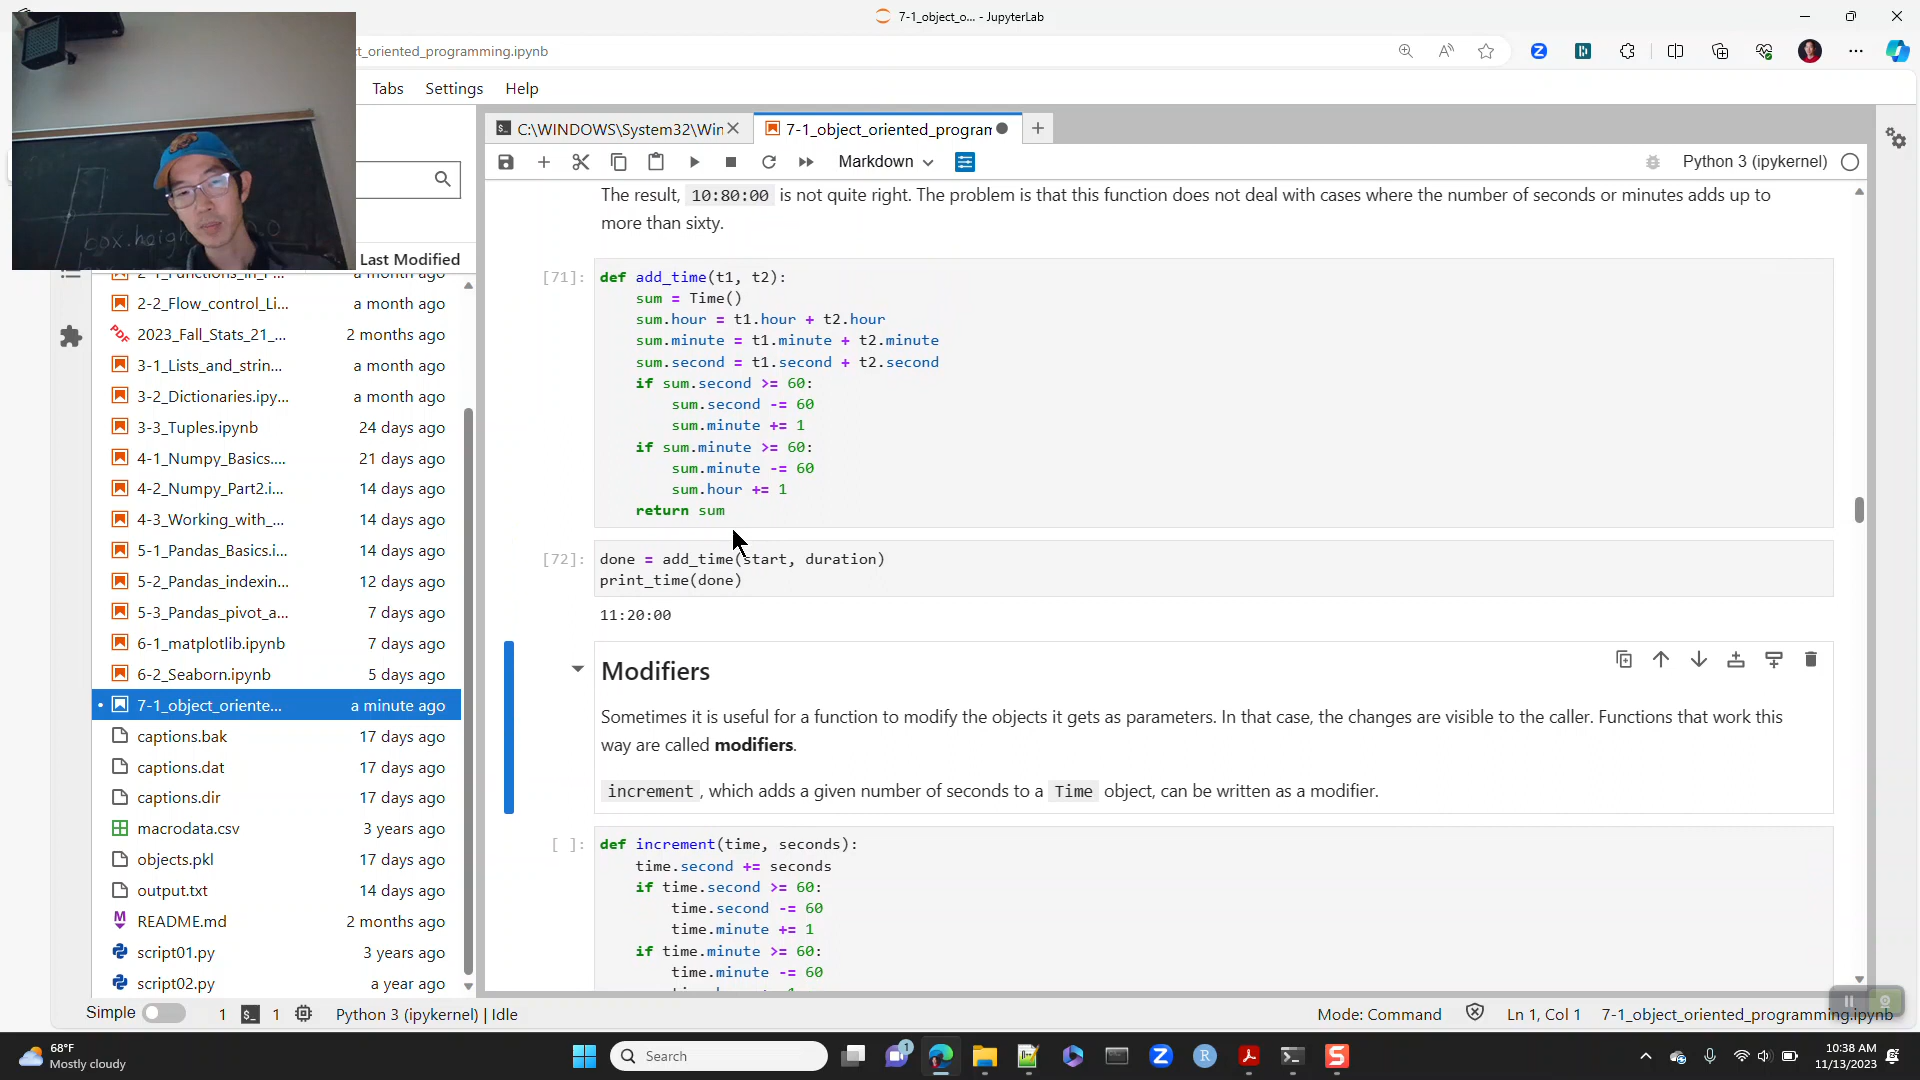 7-1_object_o... - JupyterLab
t_oriented_programming.ipynb
Tabs
Settings
Help
C:\WINDOWS\System32\Wir
7-1_object_oriented_program
Markdown
Python 3 (ipykernel)
box.heigh
0
Last Modified
a month ago
2-2_Flow_control_Li...
a month ago
2023_Fall_Stats_21_...
2 months ago
3-1_Lists_and_strin...
a month ago
3-2_Dictionaries.ipy...
a month ago
3-3_Tuples.ipynb
24 days ago
4-1_Numpy_Basics....
21 days ago
4-2_Numpy_Part2.i...
14 days ago
4-3_Working_with_...
14 days ago
5-1_Pandas_Basics.i...
14 days ago
5-2_Pandas_indexin...
12 days ago
5-3_Pandas_pivot_a...
7 days ago
6-1_matplotlib.ipynb
7 days ago
6-2_Seaborn.ipynb
5 days ago
7-1_object_oriente...
a minute ago
captions.bak
17 days ago
captions.dat
17 days ago
captions.dir
17 days ago
macrodata.csv
3 years ago
objects.pkl
17 days ago
output.txt
14 days ago
README.md
2 months ago
script01.py
3 years ago
script02.py
a year ago
The result, 10:80:00 is not quite right. The problem is that this function does not deal with cases where the number of seconds or minutes adds up to
more than sixty.
[71]:
def add_time(t1, t2):
    sum = Time()
    sum.hour = t1.hour + t2.hour
    sum.minute = t1.minute + t2.minute
    sum.second = t1.second + t2.second
    if sum.second >= 60:
        sum.second -= 60
        sum.minute += 1
    if sum.minute >= 60:
        sum.minute -= 60
        sum.hour += 1
    return sum
[72]:
done = add_time(start, duration)
print_time(done)
11:20:00
Modifiers
Sometimes it is useful for a function to modify the objects it gets as parameters. In that case, the changes are visible to the caller. Functions that work this
way are called modifiers.
increment , which adds a given number of seconds to a Time object, can be written as a modifier.
[ ]:
def increment(time, seconds):
    time.second += seconds
    if time.second >= 60:
        time.second -= 60
        time.minute += 1
    if time.minute >= 60:
        time.minute -= 60
Simple
1
1
Python 3 (ipykernel) | Idle
Mode: Command
Ln 1, Col 1
7-1_object_oriented_programming.ipynb
68°F
Mostly cloudy
Search
1
10:38 AM
11/13/2023